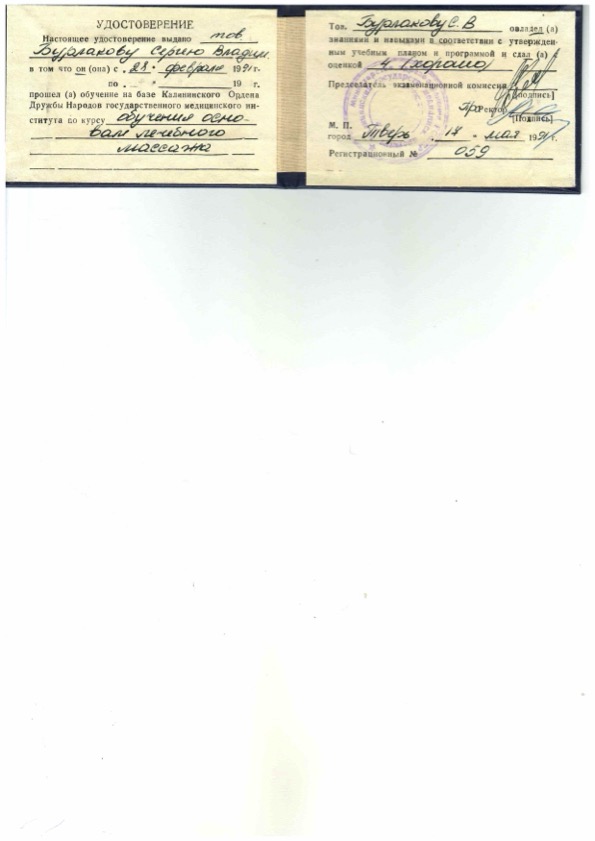 УДОСТОВЕРЕНИЕ
Настоящее удостоверение выдано тов.
Бурлакову Сергею Владим.
в том что он (она) с „28" февраля 1991 г.
по „ " 19 г.
прошел (а) обучение на базе Калининского Ордена
Дружбы Народов государственного медицинского ин-
ститута по курсу обучения осно-
вам лечебного
массажа
Тов. Бурлакову С. В овладел (а)
знаниями и навыками в соответствии с утвержден-
ным учебным планом и программой и сдал (а) с
оценкой 4 (хорошо)
Председатель экзаменационной комиссии
[подпись]
Проректор
[Подпись]
М. П.
город Тверь „18" мая 1991 г.
Регистрационный № 059